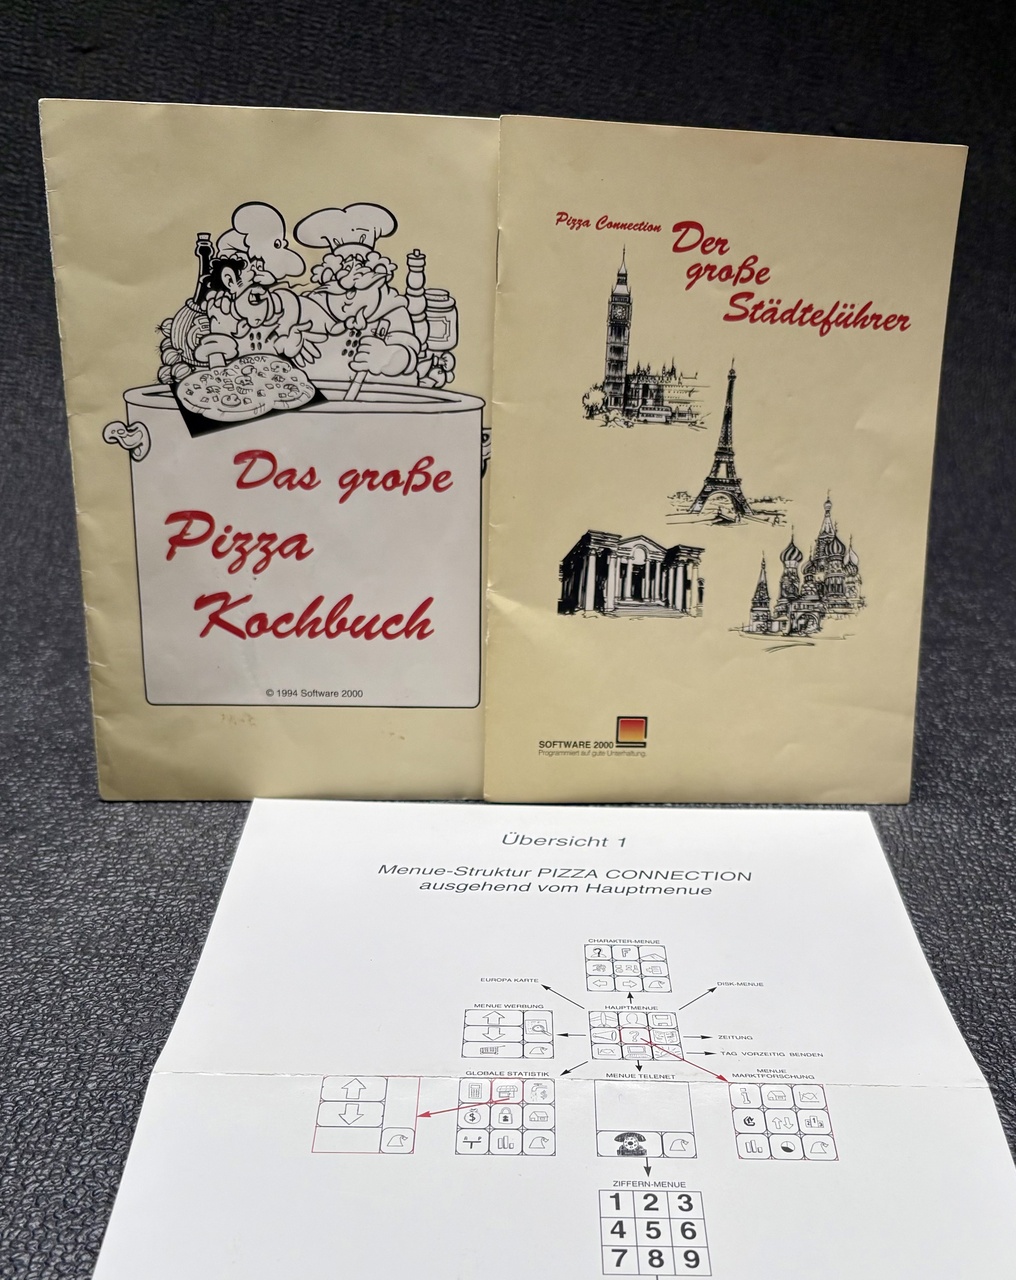 Das große
Pizza
Kochbuch
© 1994 Software 2000
Pizza Connection
Der
große
Städteführer
SOFTWARE 2000
Programmiert auf gute Unterhaltung.
Übersicht 1
Menue-Struktur PIZZA CONNECTION
ausgehend vom Hauptmenue
CHARAKTER-MENUE
EUROPA KARTE
DISK-MENUE
MENUE WERBUNG
HAUPTMENUE
ZEITUNG
TAG VORZEITIG BENDEN
GLOBALE STATISTIK
MENUE TELENET
MENUE
MARKTFORSCHUNG
ZIFFERN-MENUE
1 2 3
4 5 6
7 8 9